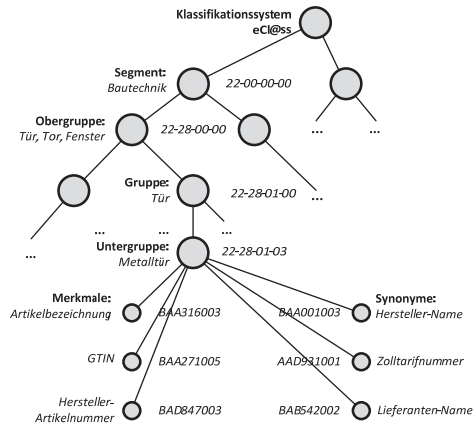 Klassifikationssystem
eCl@ss
Segment:
Bautechnik
22-00-00-00
Obergruppe:
Tür, Tor, Fenster
22-28-00-00
... ...
Gruppe:
Tür
22-28-01-00
...
... ... ...
...
Untergruppe:
Metalltür
22-28-01-03
Merkmale:
Artikelbezeichnung
BAA316003
BAA001003
Synonyme:
Hersteller-Name
GTIN
BAA271005
AAD931001
Zolltarifnummer
Hersteller-
Artikelnummer
BAD847003
BAB542002
Lieferanten-Name